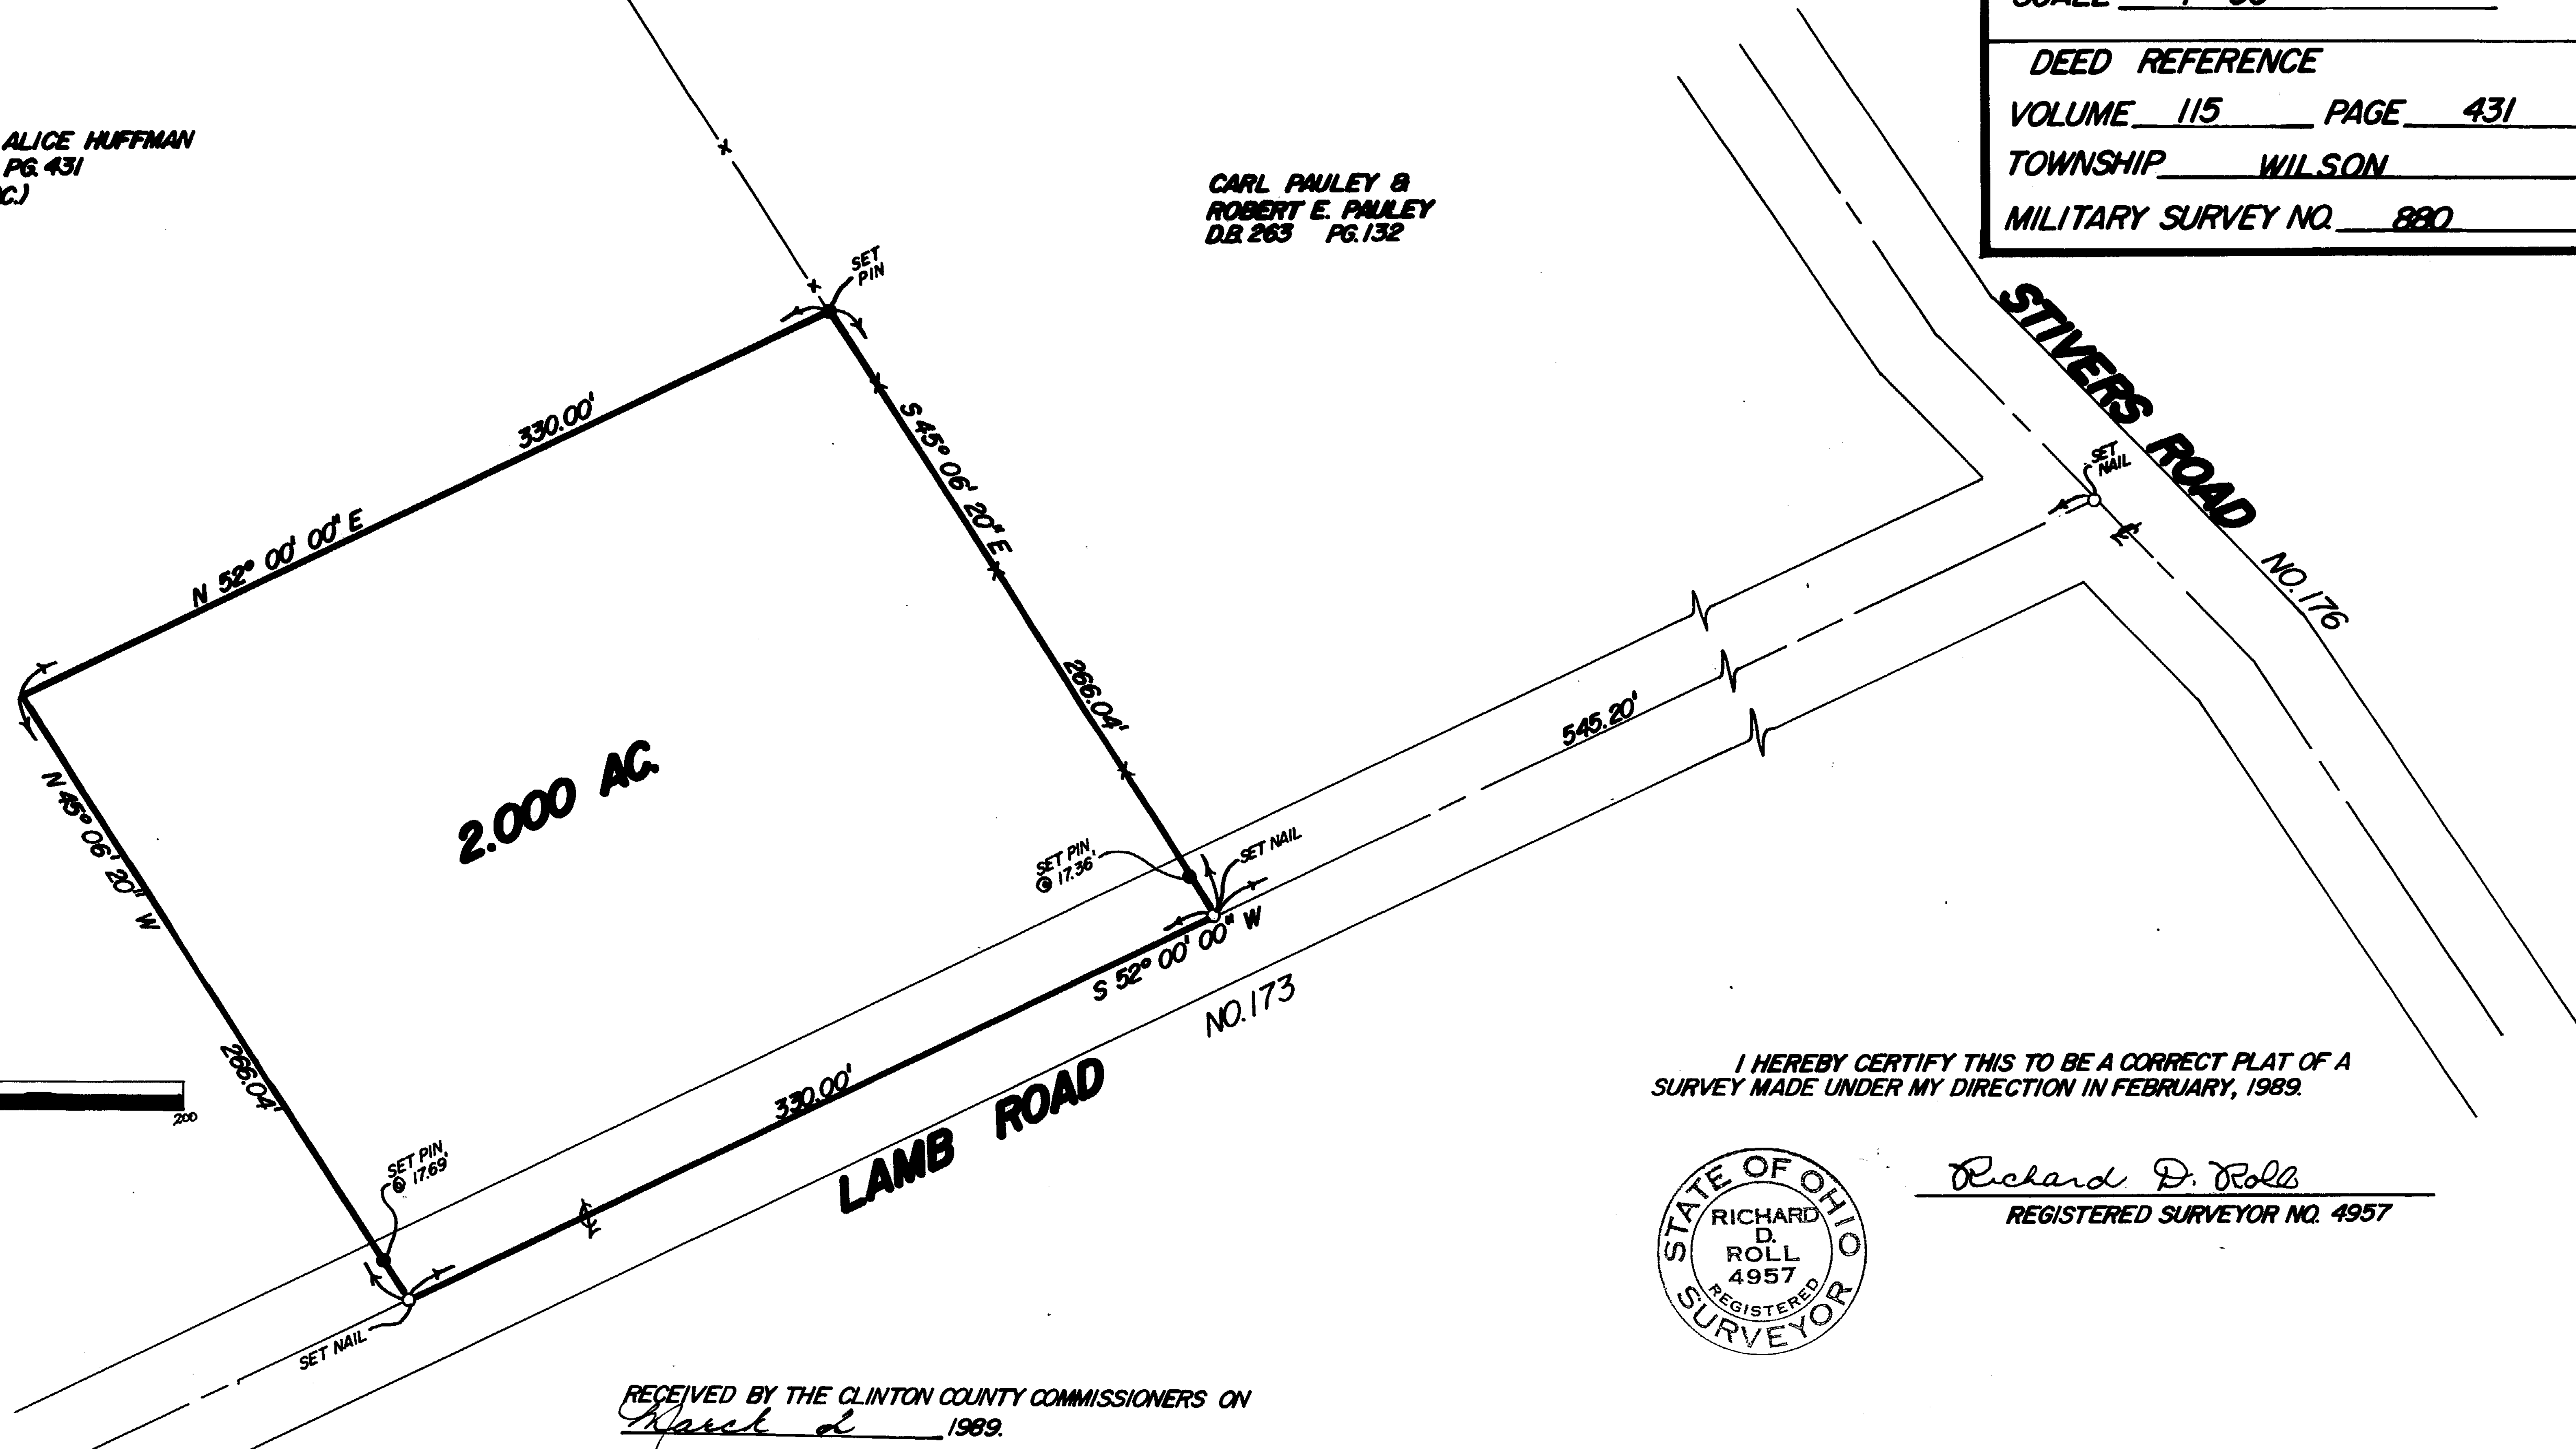 DEED REFERENCE
VOLUME 115 PAGE 431
TOWNSHIP WILSON
MILITARY SURVEY NO. 880
ALICE HUFFMAN
PG. 431
C.)
CARL PAULEY &
ROBERT E. PAULEY
D.B. 263 PG. 132
SET
PIN
STIVERS ROAD NO. 176
SET
NAIL
330.00'
N 52° 00' 00" E
S 45° 06' 20" E
266.04'
545.20'
2.000 AC.
N 45° 06' 20" W
266.04'
SET PIN
@ 17.36'
SET NAIL
S 52° 00' 00" W
330.00'
NO. 173
LAMB ROAD
200
SET PIN
@ 17.69'
SET NAIL
I HEREBY CERTIFY THIS TO BE A CORRECT PLAT OF A
SURVEY MADE UNDER MY DIRECTION IN FEBRUARY, 1989.
Richard D. Roll
REGISTERED SURVEYOR NO. 4957
STATE OF OHIO
RICHARD
D.
ROLL
4957
REGISTERED
SURVEYOR
RECEIVED BY THE CLINTON COUNTY COMMISSIONERS ON
March 2 1989.